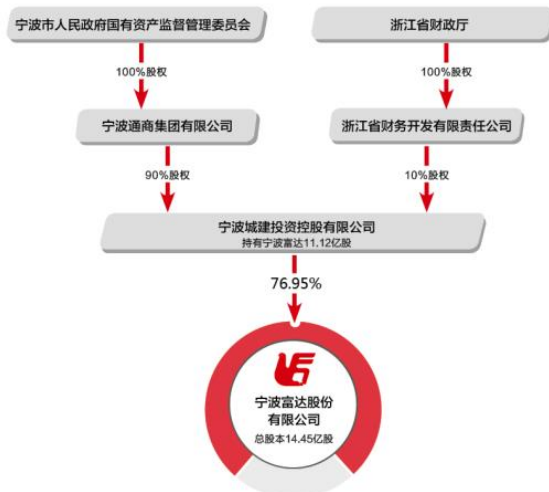 宁波市人民政府国有资产监督管理委员会
浙江省财政厅
100%股权
100%股权
宁波通商集团有限公司
浙江省财务开发有限责任公司
90%股权
10%股权
宁波城建投资控股有限公司
持有宁波富达11.12亿股
76.95%
宁波富达股份
有限公司
总股本14.45亿股